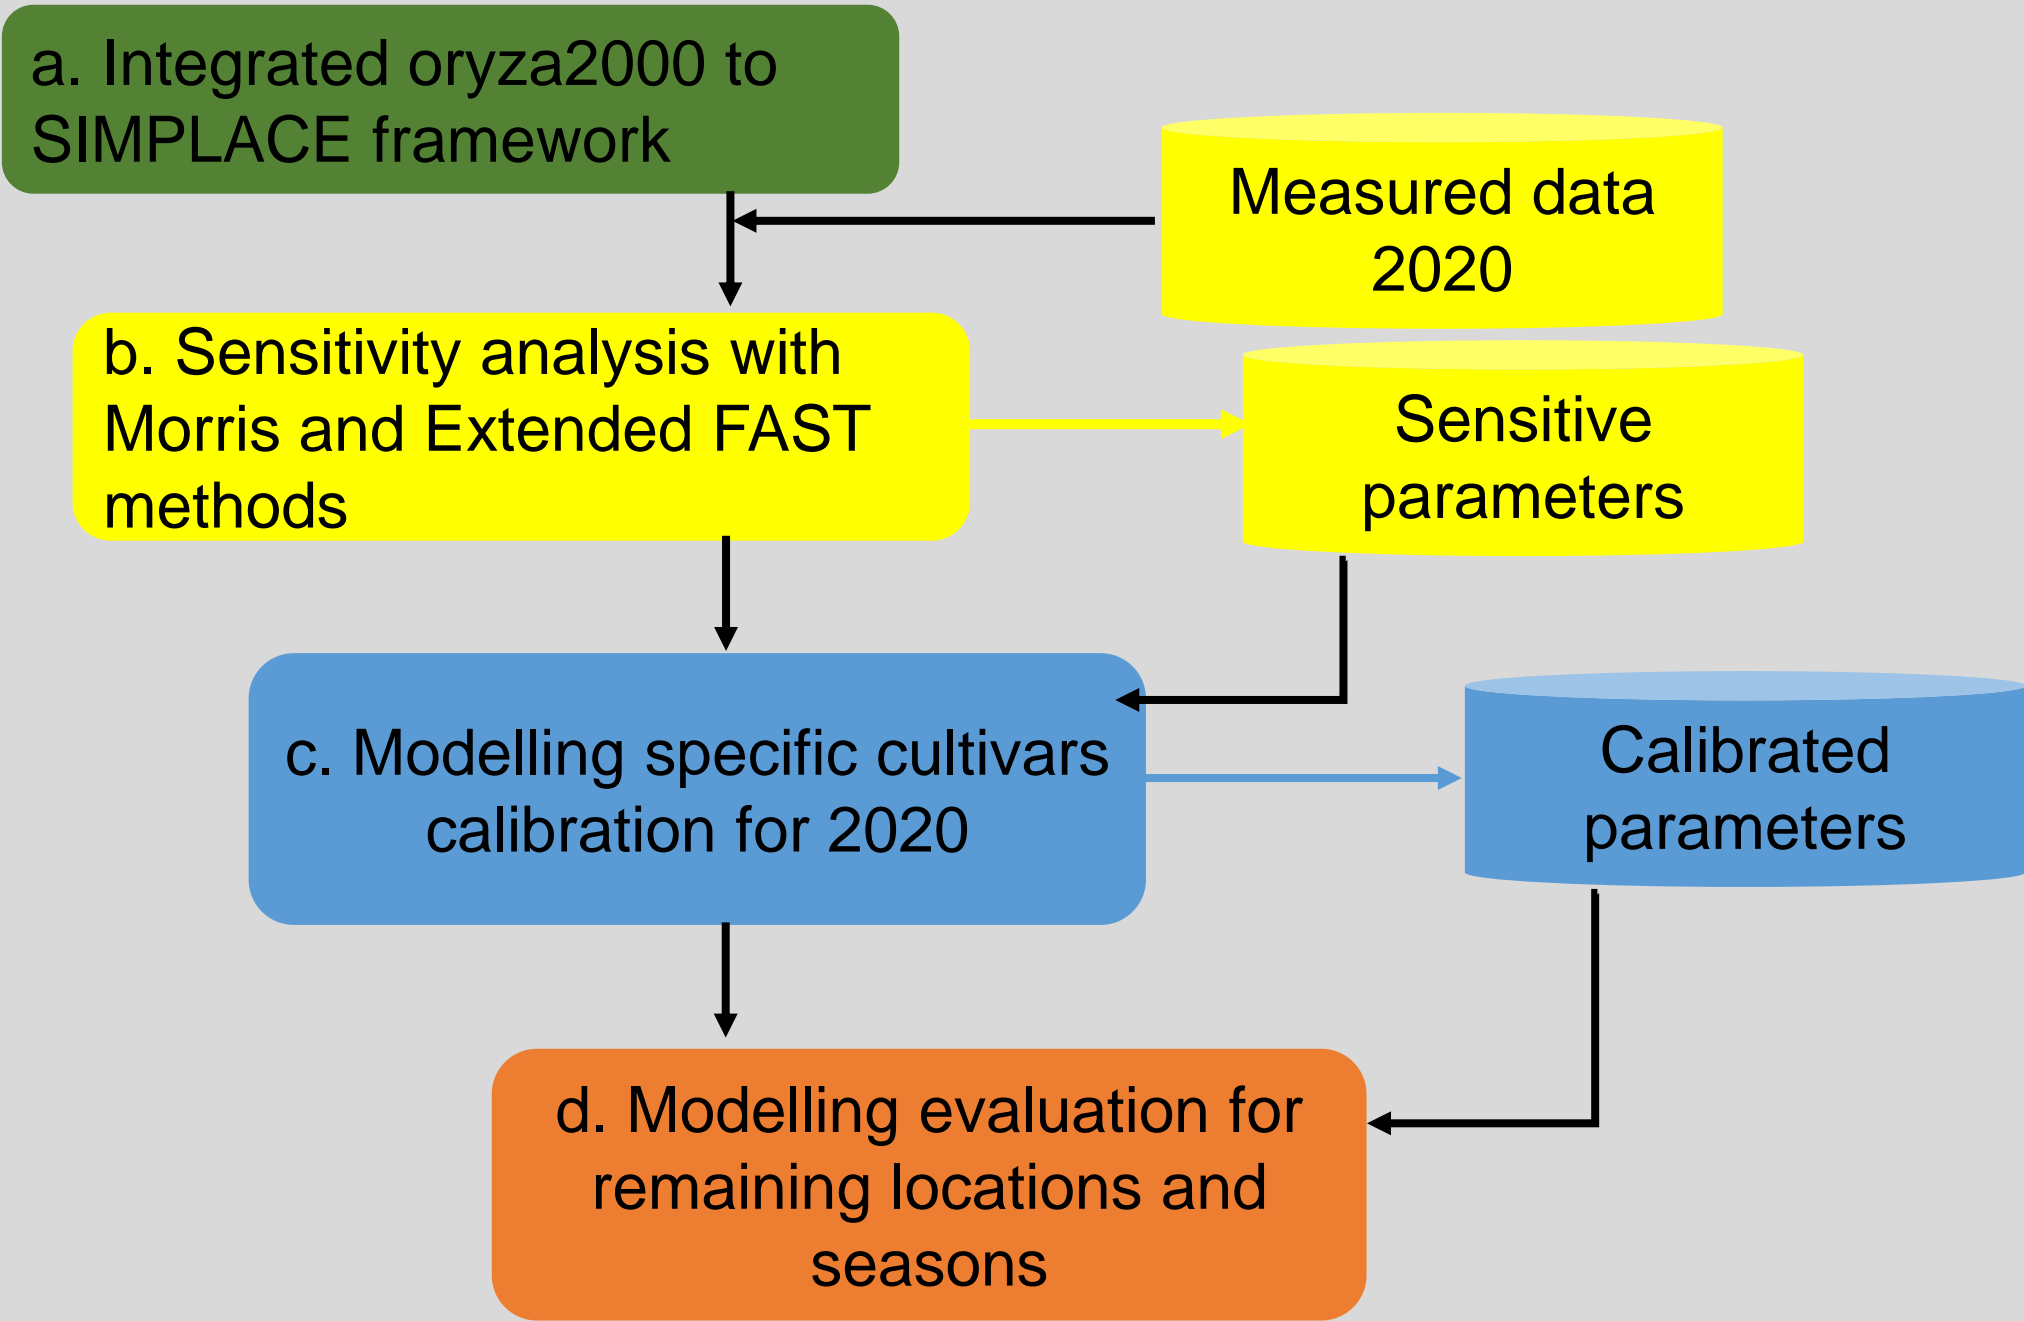 a. Integrated oryza2000 to
SIMPLACE framework
Measured data
2020
b. Sensitivity analysis with
Morris and Extended FAST
methods
Sensitive
parameters
c. Modelling specific cultivars
calibration for 2020
Calibrated
parameters
d. Modelling evaluation for
remaining locations and
seasons